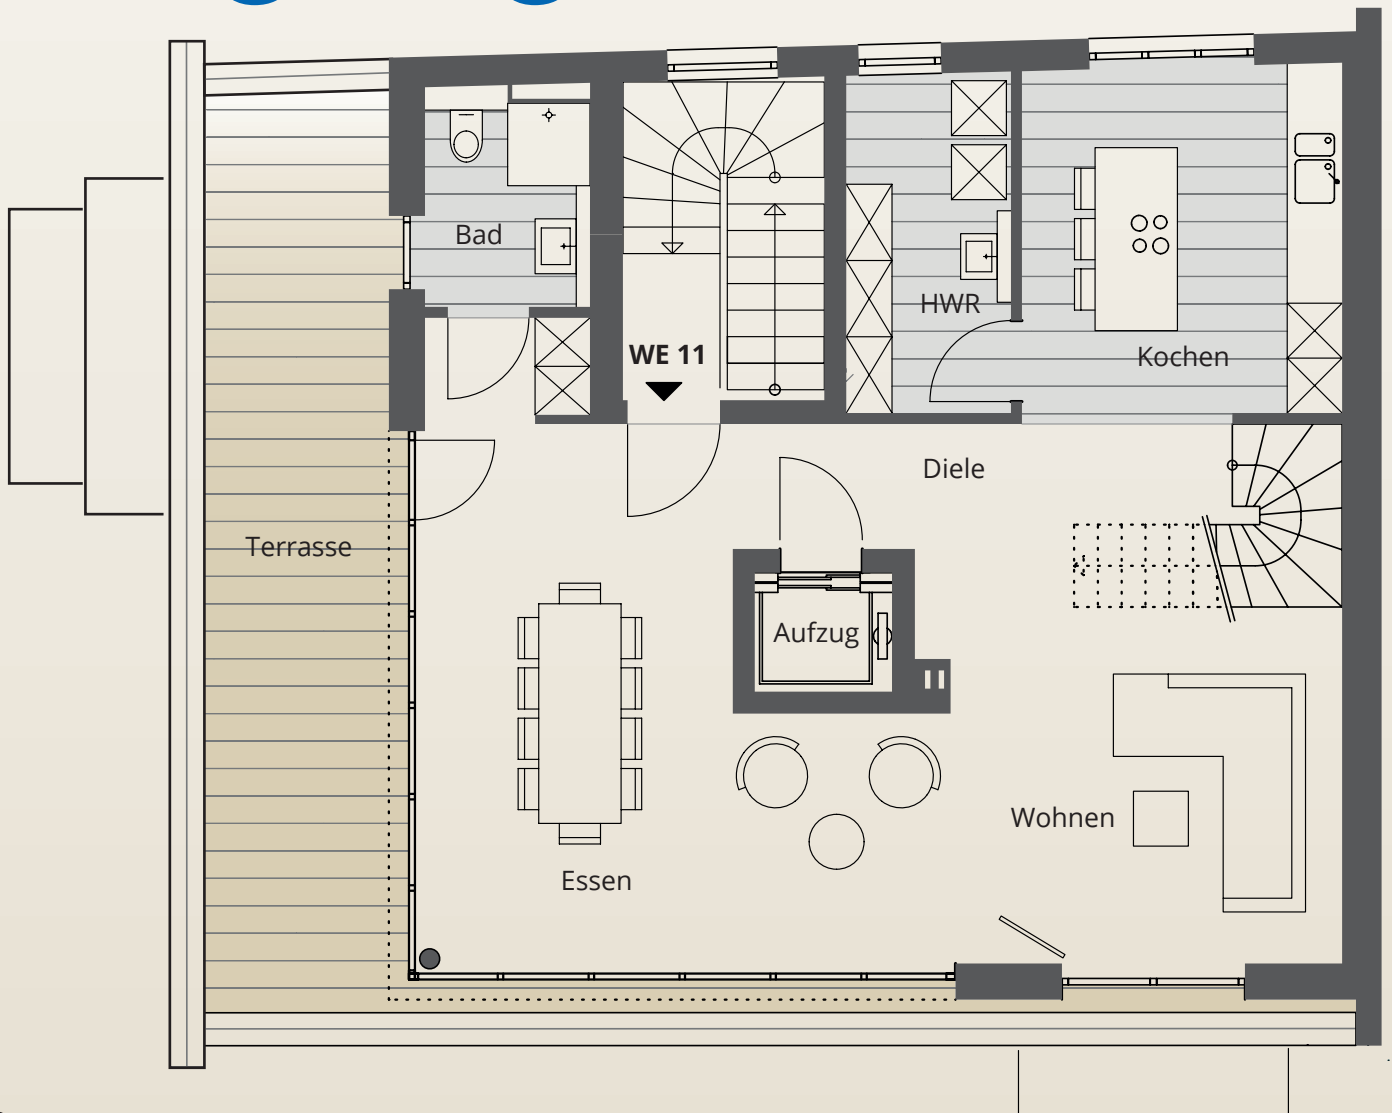 Bad
HWR
WE 11
Kochen
Diele
Terrasse
Aufzug
Wohnen
Essen